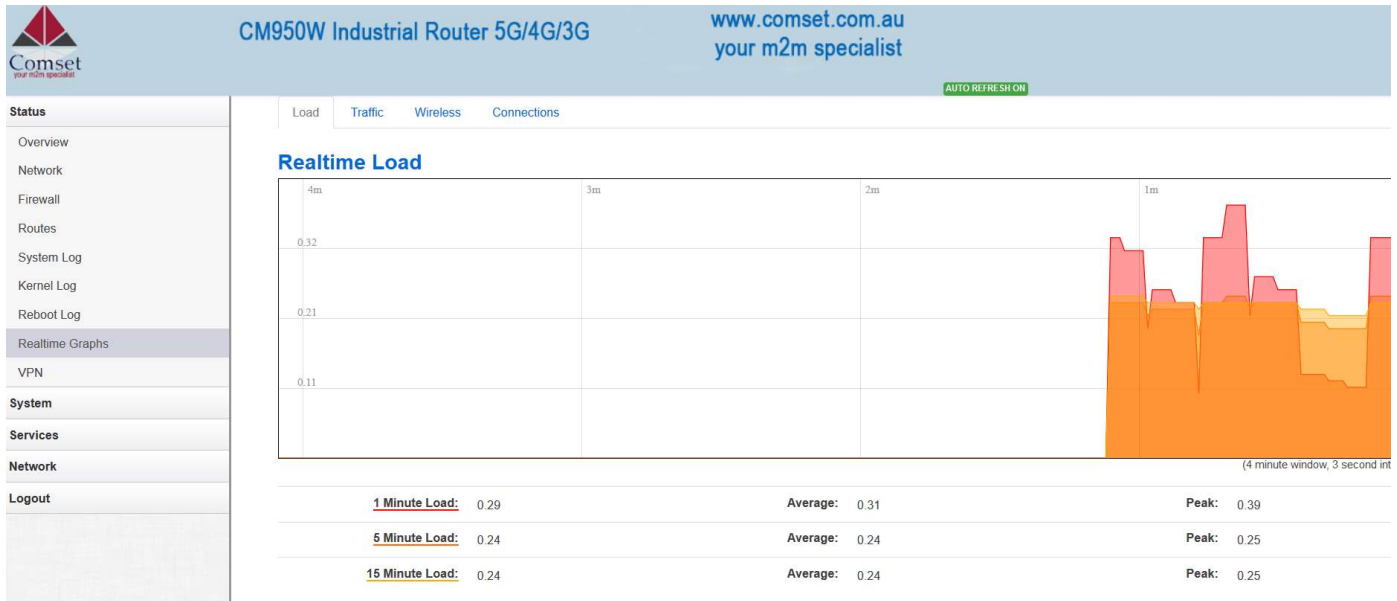 Comset
your m2m specialist
CM950W Industrial Router 5G/4G/3G
www.comset.com.au
your m2m specialist
AUTO REFRESH ON
Status
Overview
Network
Firewall
Routes
System Log
Kernel Log
Reboot Log
Realtime Graphs
VPN
System
Services
Network
Logout
Load Traffic Wireless Connections
Realtime Load
4m 3m 2m 1m
0.32
0.21
0.11
(4 minute window, 3 second int
1 Minute Load: 0.29 Average: 0.31 Peak: 0.39
5 Minute Load: 0.24 Average: 0.24 Peak: 0.25
15 Minute Load: 0.24 Average: 0.24 Peak: 0.25